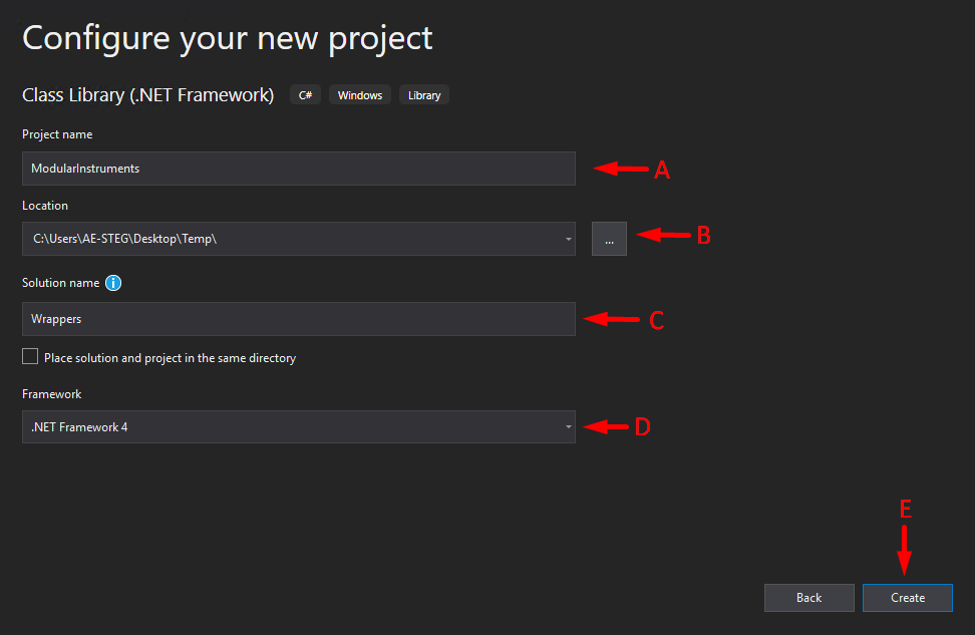 Configure your new project
Class Library (.NET Framework) C# Windows Library
Project name
ModularInstruments
A
Location
C:\Users\AE-STEG\Desktop\Temp\
...
B
Solution name i
Wrappers
C
Place solution and project in the same directory
Framework
.NET Framework 4
D
E
Back Create